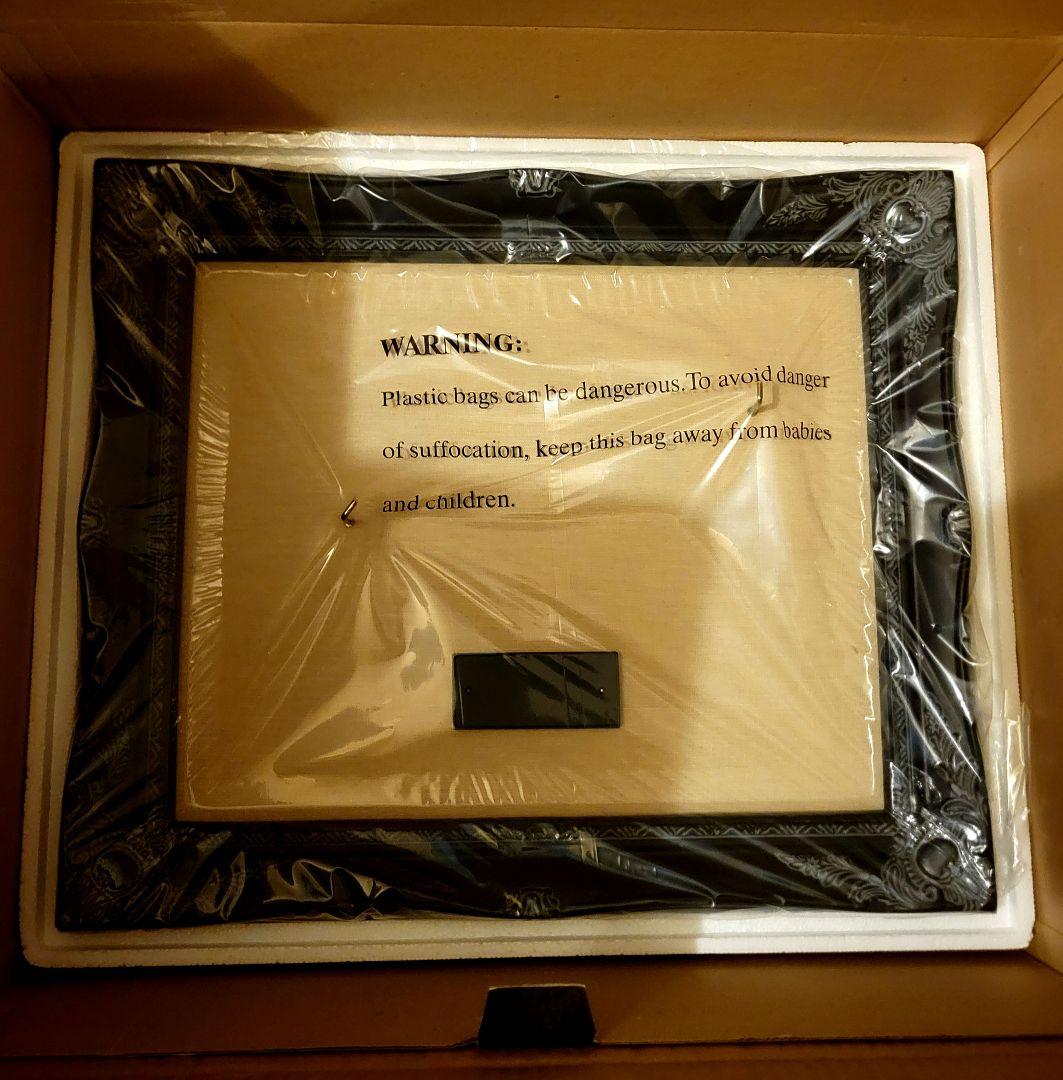 WARNING:
Plastic bags can be dangerous.To avoid danger
of suffocation, keep this bag away from babies
and children.